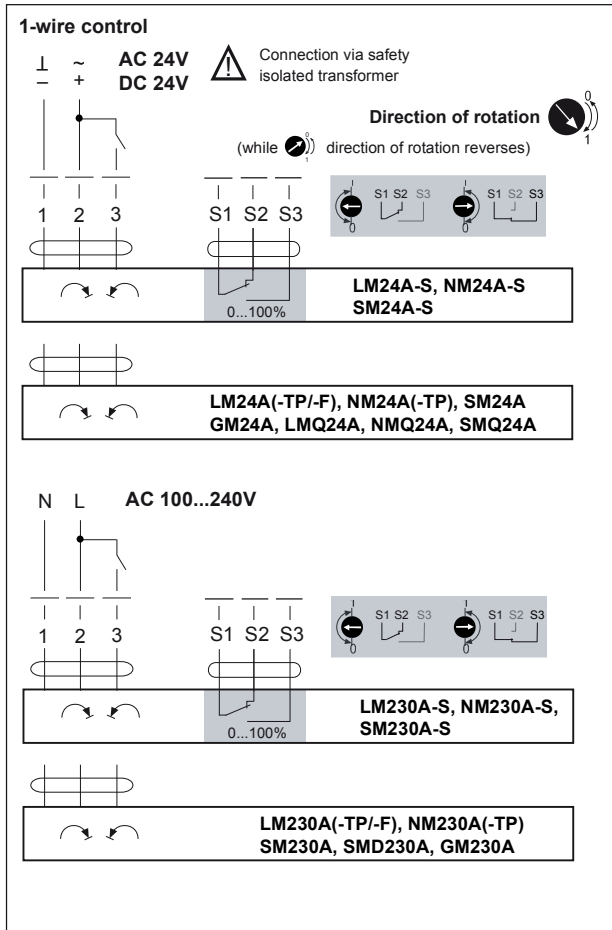 1-wire control
⊥ ~ AC 24V
– + DC 24V
Connection via safety
isolated transformer
Direction of rotation
0
1
(while 0 1 direction of rotation reverses)
1 2 3
S1 S2 S3
1
0
S1 S2 S3
1
0
S1 S2 S3
0...100%
LM24A-S, NM24A-S
SM24A-S
LM24A(-TP/-F), NM24A(-TP), SM24A
GM24A, LMQ24A, NMQ24A, SMQ24A
N L AC 100...240V
1 2 3
S1 S2 S3
1
0
S1 S2 S3
1
0
S1 S2 S3
0...100%
LM230A-S, NM230A-S,
SM230A-S
LM230A(-TP/-F), NM230A(-TP)
SM230A, SMD230A, GM230A